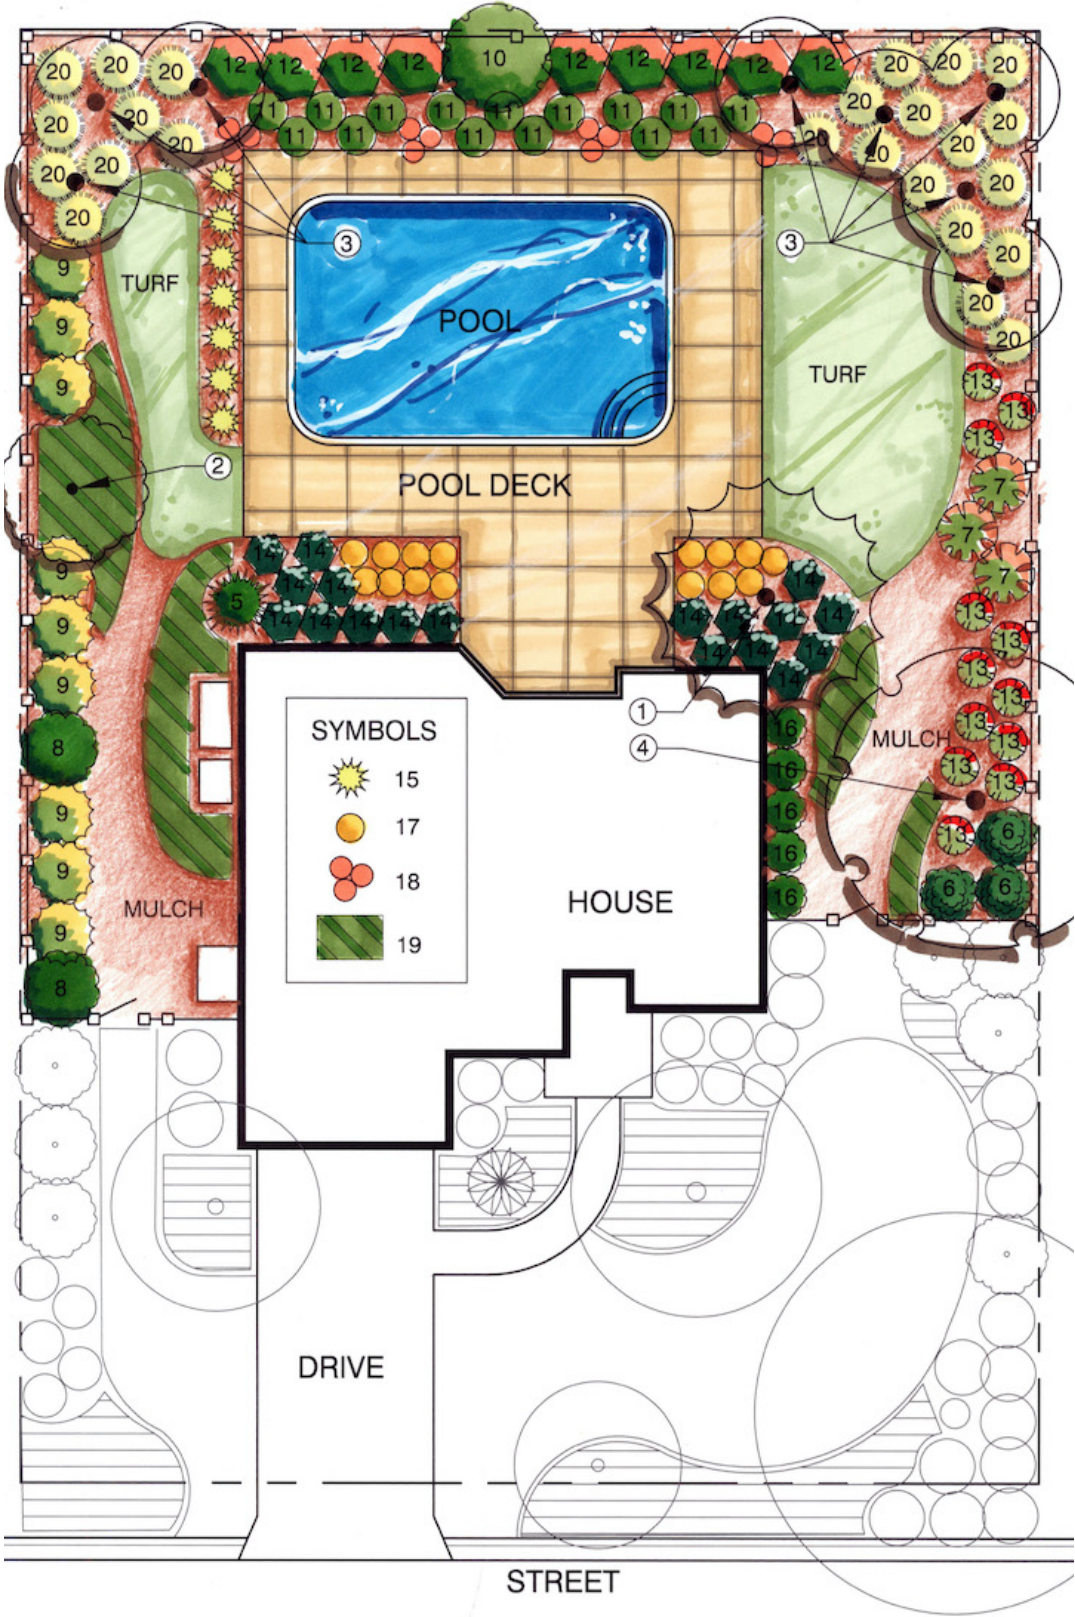 20 20 20 12 12 12 12 10 12 12 12 12 12 20 20 20
20 20 20 11 11 11 11 11 11 11 20 20 20
11 11 11 11 11 11 11 20 20 20
20 20 20 20
20 20
3 3
9 TURF 20
POOL 20
9 20
9 TURF 13
13
13
2 POOL DECK 7
7
9 14 14 14 7
14 14
5 14 14 14 14 14 14 14 14 14 13
9 14 14 14 13
13
9 1 13
SYMBOLS 16 MULCH 13
8 4 13
15 16 13
13
9 17 16 13 6
9 18 16
MULCH HOUSE 16 6 6
9 19
8
DRIVE
STREET